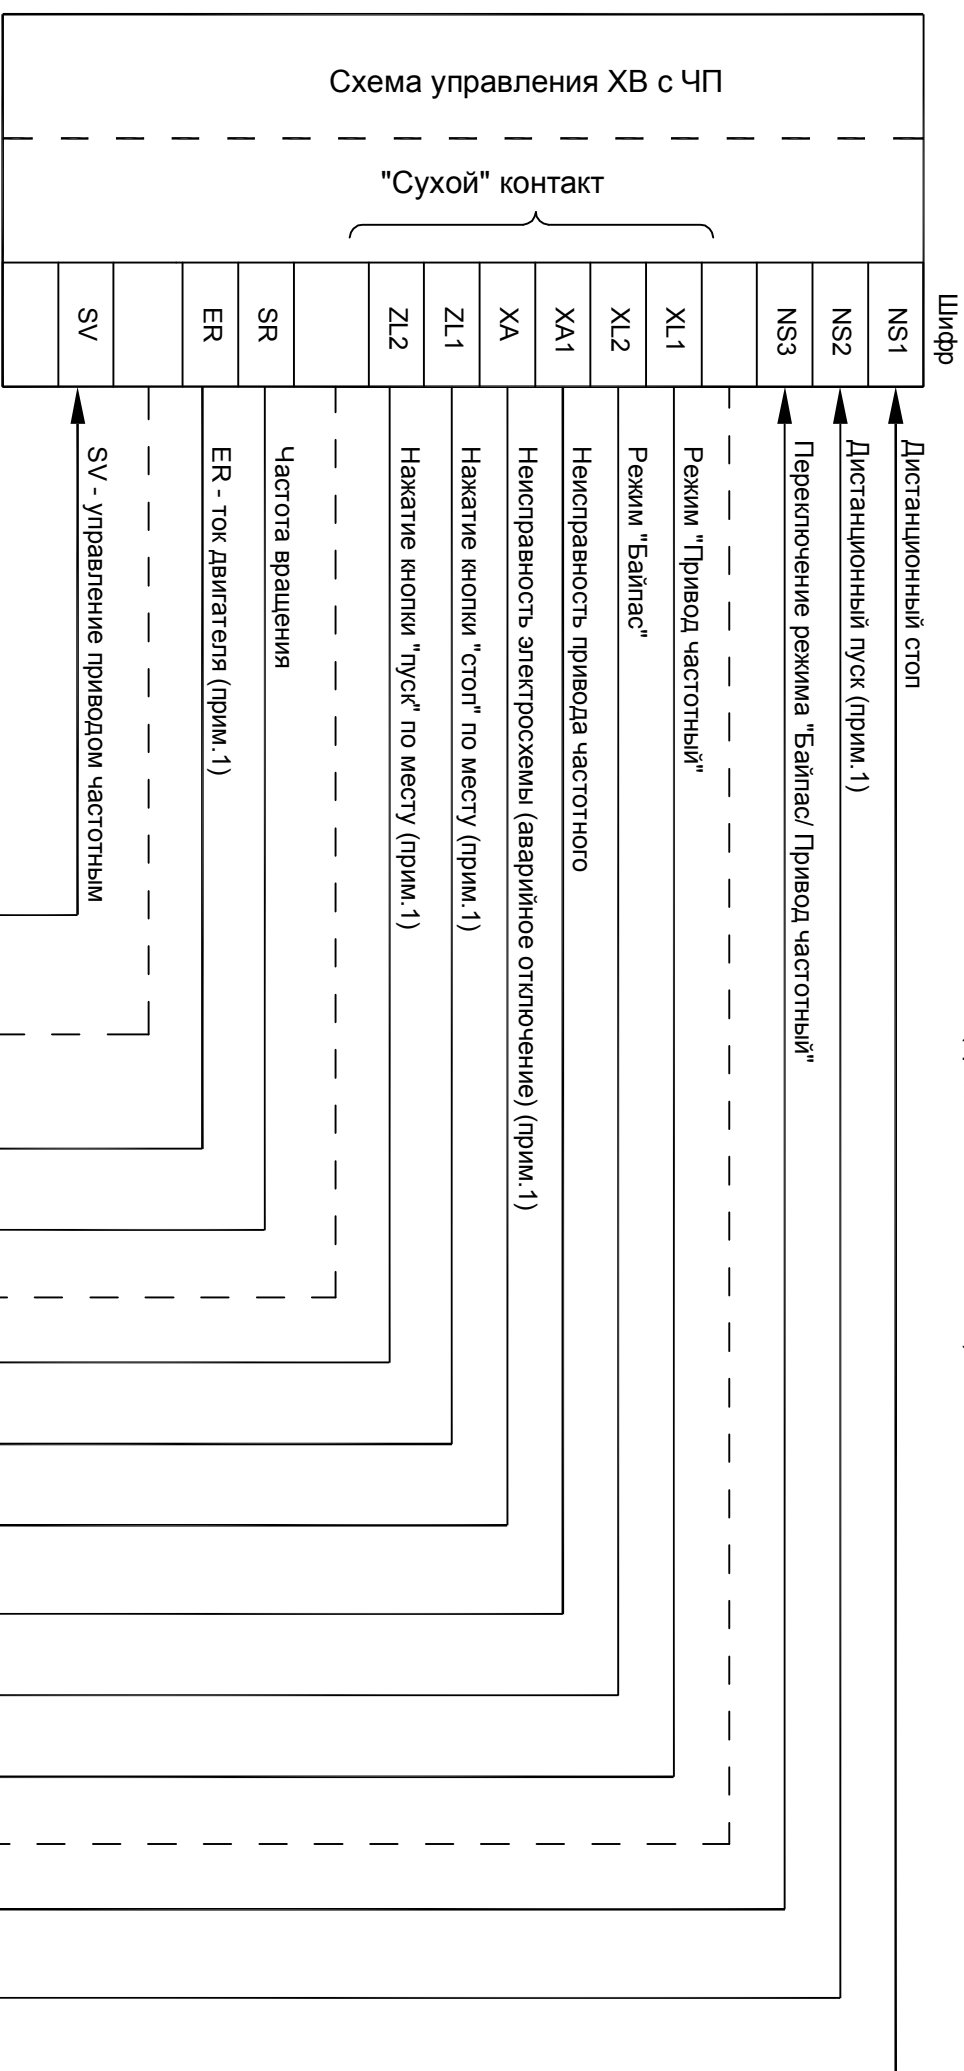 Схема управления ХВ с ЧП
"Сухой" контакт
Шифр
NS1
NS2
NS3
XL1
XL2
XA1
XA
ZL1
ZL2
SR
ER
SV
Дистанционный стоп
Дистанционный пуск (прим.1)
Переключение режима "Байпас/ Привод частотный"
Режим "Привод частотный"
Режим "Байпас"
Неисправность привода частотного
Неисправность электросхемы (аварийное отключение) (прим.1)
Нажатие кнопки "стоп" по месту (прим.1)
Нажатие кнопки "пуск" по месту (прим.1)
Частота вращения
ER - ток двигателя (прим.1)
SV - управление приводом частотным